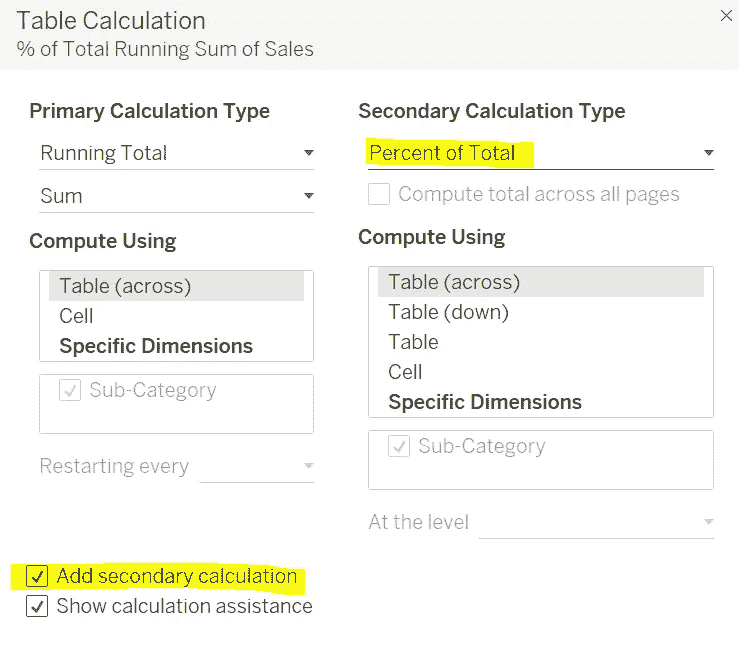 Table Calculation
% of Total Running Sum of Sales
Primary Calculation Type
Running Total
Sum
Compute Using
Table (across)
Cell
Specific Dimensions
Sub-Category
Restarting every
Secondary Calculation Type
Percent of Total
Compute total across all pages
Compute Using
Table (across)
Table (down)
Table
Cell
Specific Dimensions
Sub-Category
At the level
Add secondary calculation
Show calculation assistance